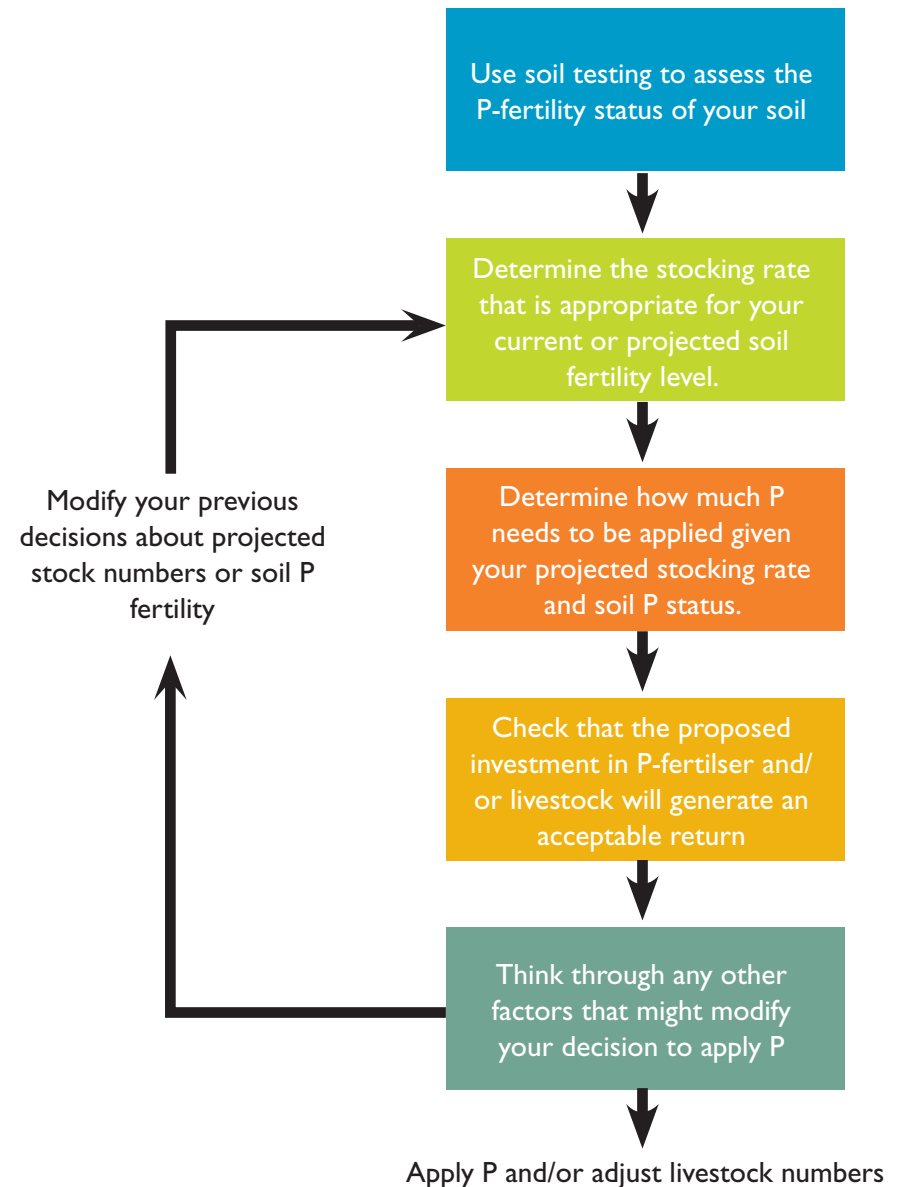 Use soil testing to assess the
P-fertility status of your soil
Determine the stocking rate
that is appropriate for your
current or projected soil
fertility level.
Determine how much P
needs to be applied given
your projected stocking rate
and soil P status.
Check that the proposed
investment in P-fertilser and/
or livestock will generate an
acceptable return
Think through any other
factors that might modify
your decision to apply P
Modify your previous
decisions about projected
stock numbers or soil P
fertility
Apply P and/or adjust livestock numbers